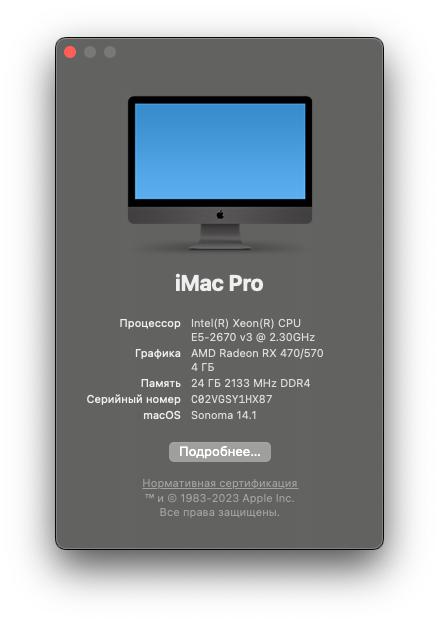 iMac Pro
Процессор Intel(R) Xeon(R) CPU
E5-2670 v3 @ 2.30GHz
Графика AMD Radeon RX 470/570
4 ГБ
Память 24 ГБ 2133 MHz DDR4
Серийный номер C02VGSY1HX87
macOS Sonoma 14.1
Подробнее...
Нормативная сертификация
™ и © 1983-2023 Apple Inc.
Все права защищены.